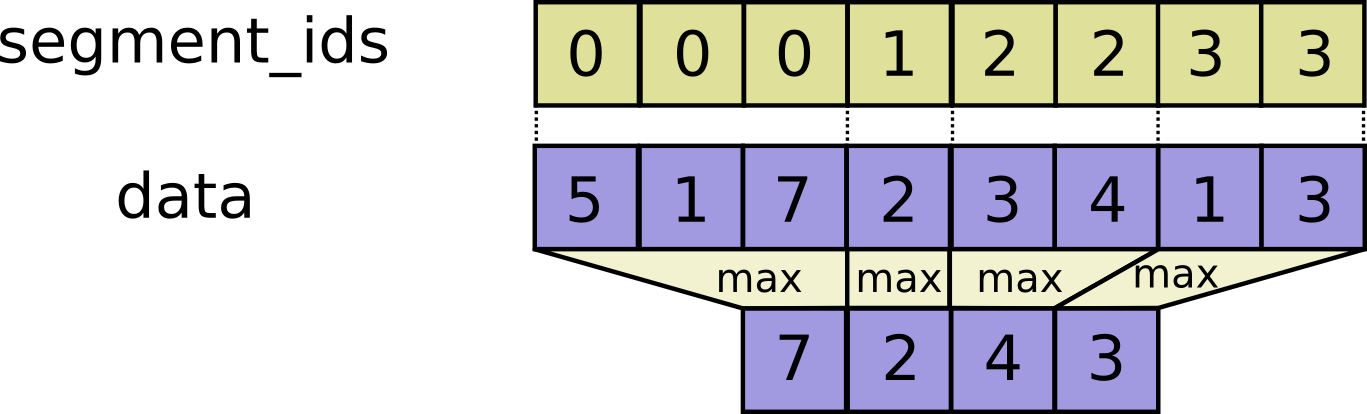 segment_ids 0 0 0 1 2 2 3 3
data 5 1 7 2 3 4 1 3
max max max max
7 2 4 3